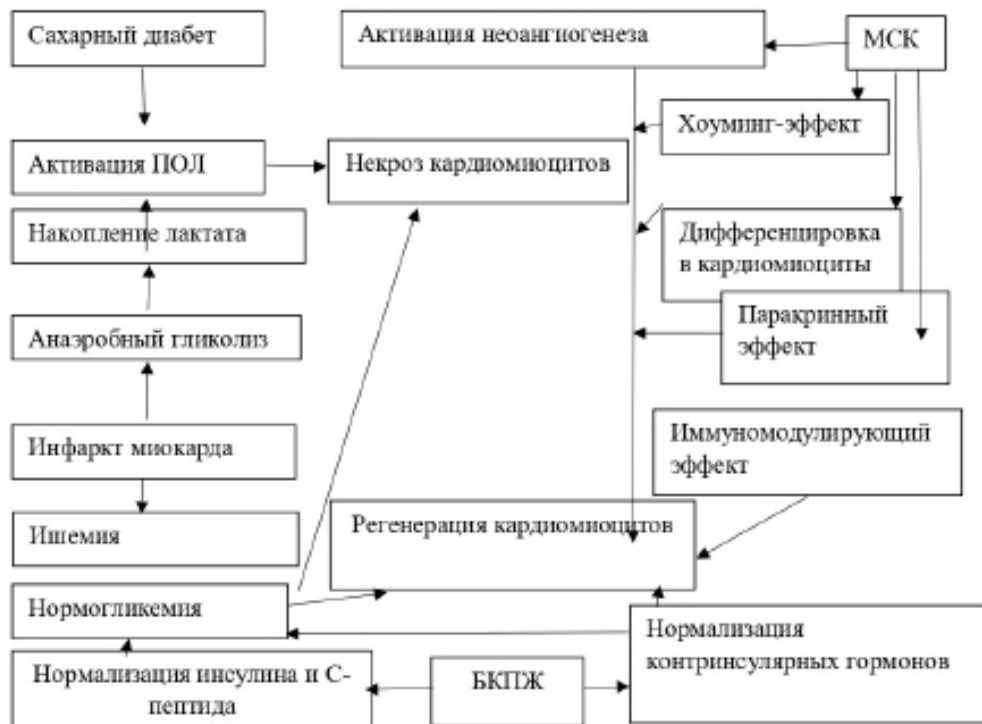 Сахарный диабет
Активация неоангиогенеза
МСК
Хоуминг-эффект
Активация ПОЛ
Некроз кардиомиоцитов
Накопление лактата
Дифференцировка
в кардиомиоциты
Анаэробный гликолиз
Паракринный
эффект
Инфаркт миокарда
Иммуномодулирующий
эффект
Ишемия
Регенерация кардиомиоцитов
Нормогликемия
Нормализация
контринсулярных гормонов
Нормализация инсулина и С-
пептида
БКПЖ